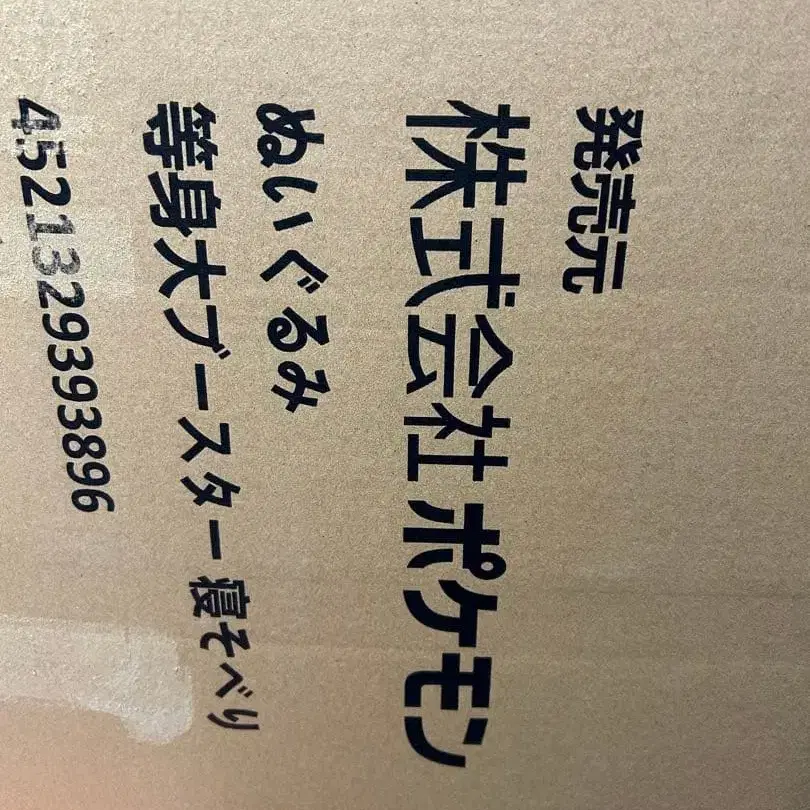 発売元
株式会社ポケモン
ぬいぐるみ
等身大ブースター寝そべり
4521329393896